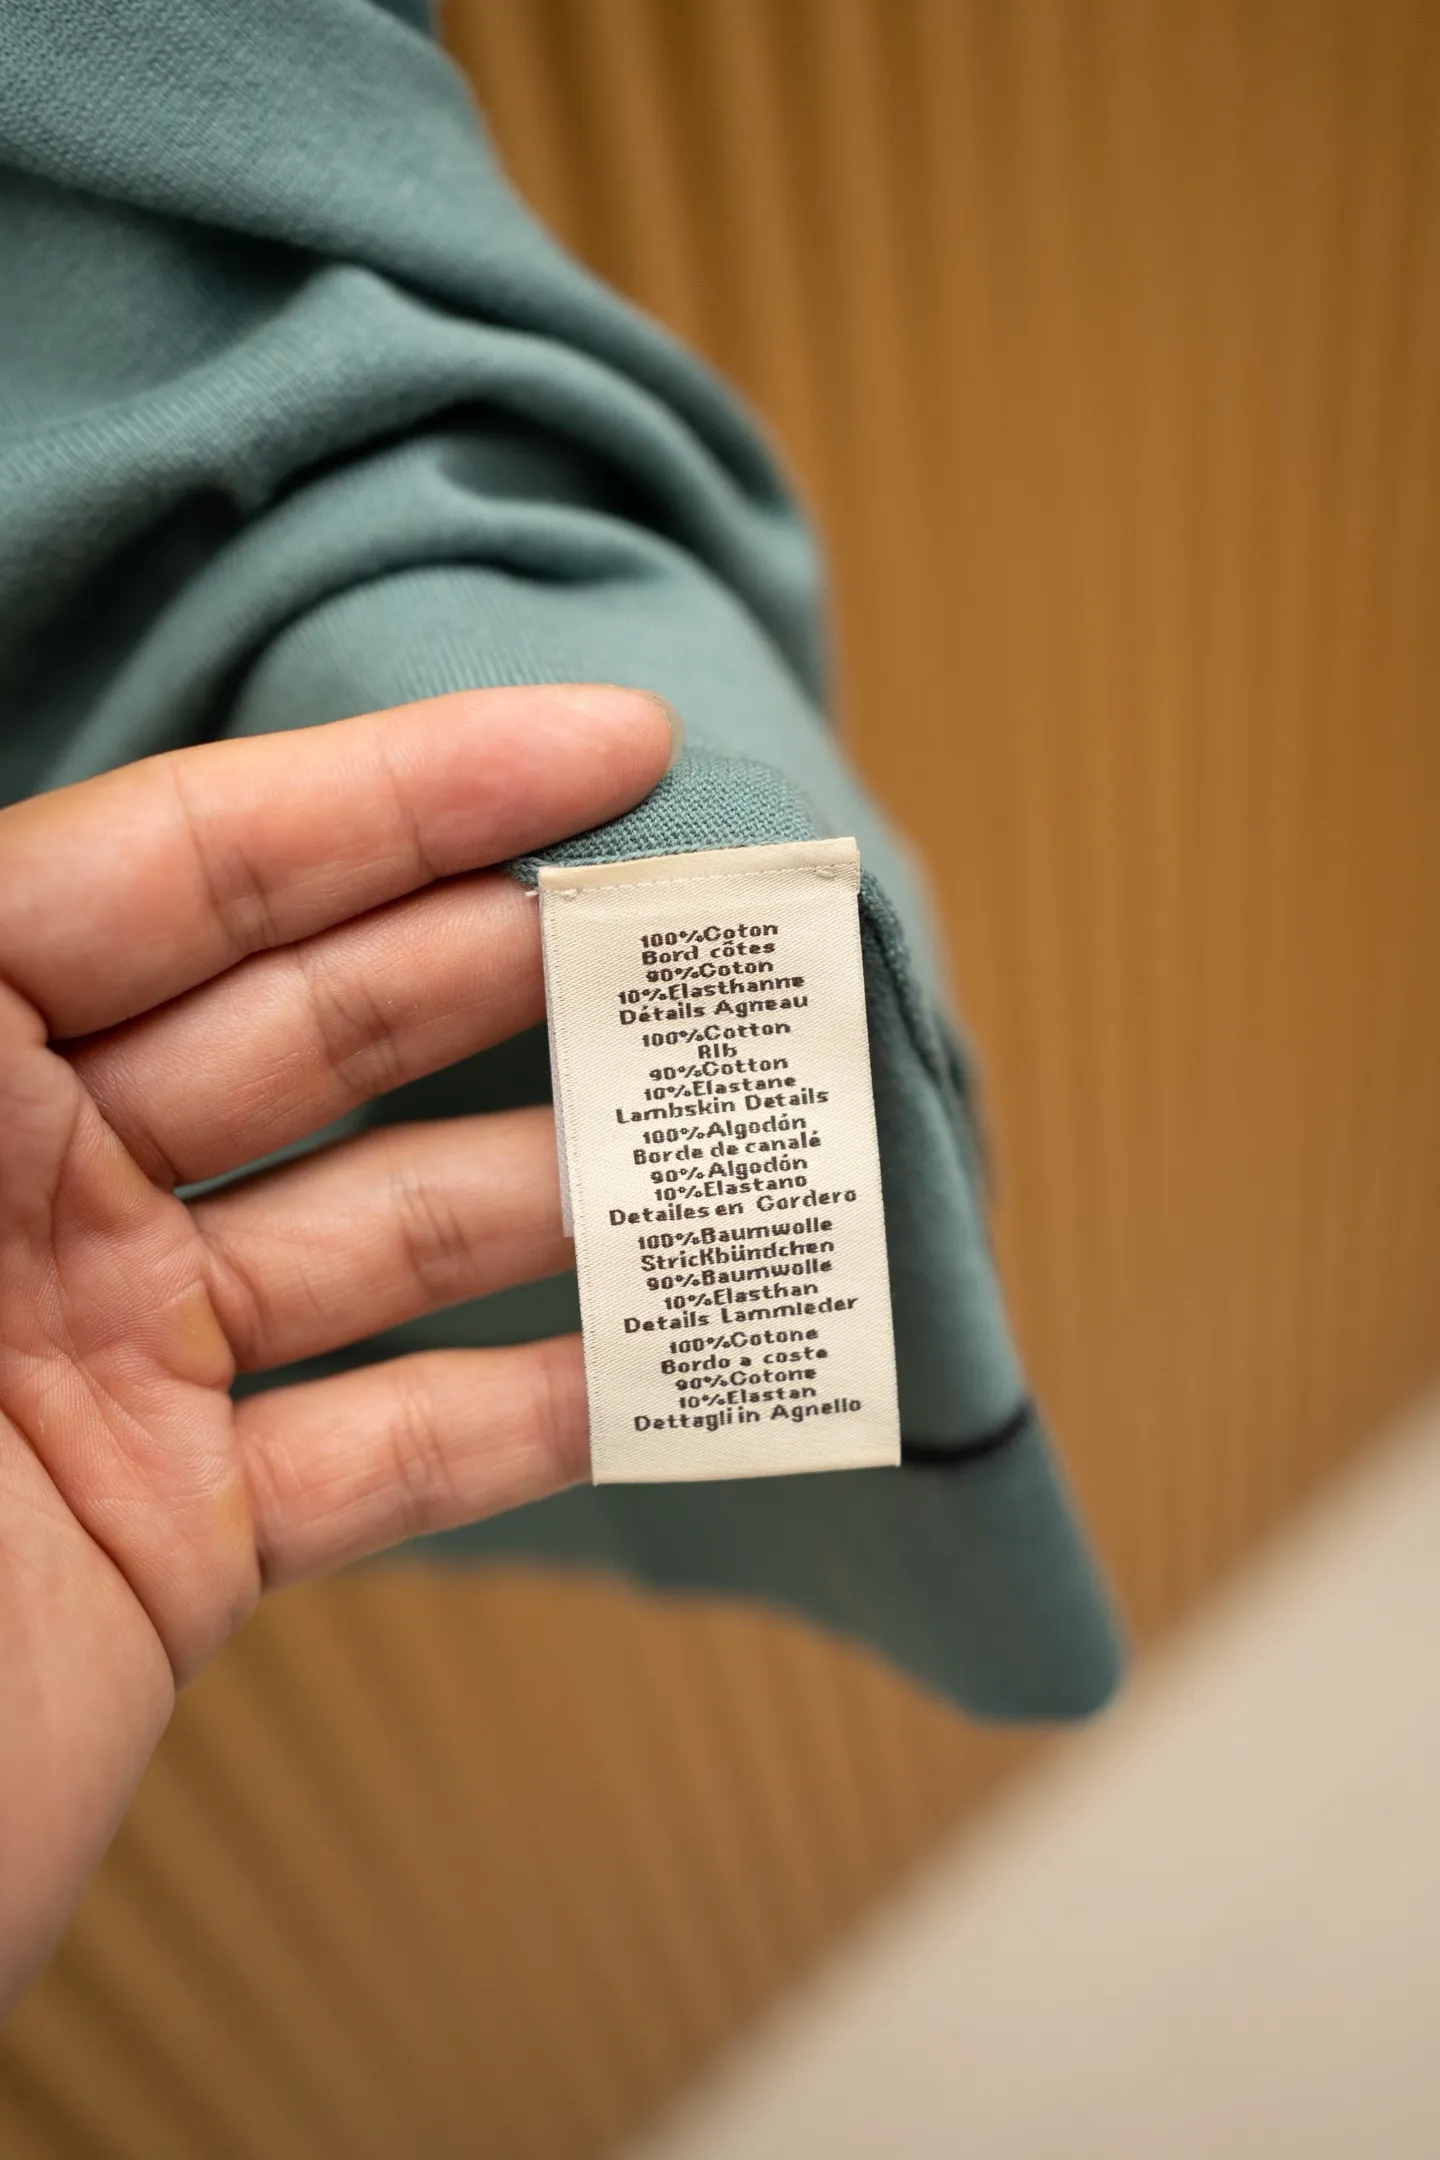 100%Coton
Bord côtes
90%Coton
10%Elasthanne
Détails Agneau
100%Cotton
Rib
90%Cotton
10%Elastane
Lambskin Details
100%Algodón
Borde de canalé
90%Algodón
10%Elastano
Detailes en Cordero
100%Baumwolle
Strickbündchen
90%Baumwolle
10%Elasthan
Details Lammleder
100%Cotone
Bordo a coste
90%Cotone
10%Elastan
Dettagli in Agnello